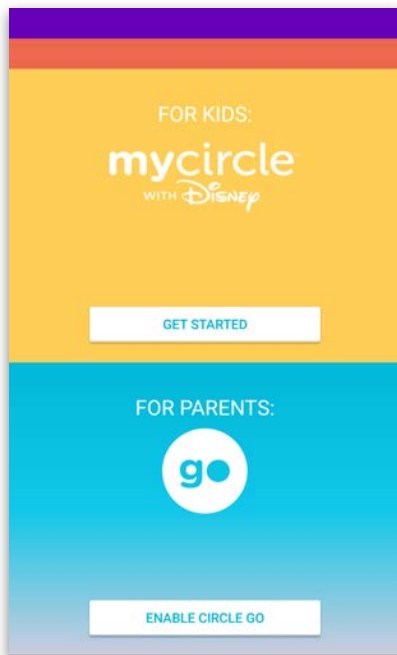 FOR KIDS:
mycircle
WITH Disney
GET STARTED
FOR PARENTS:
go
ENABLE CIRCLE GO